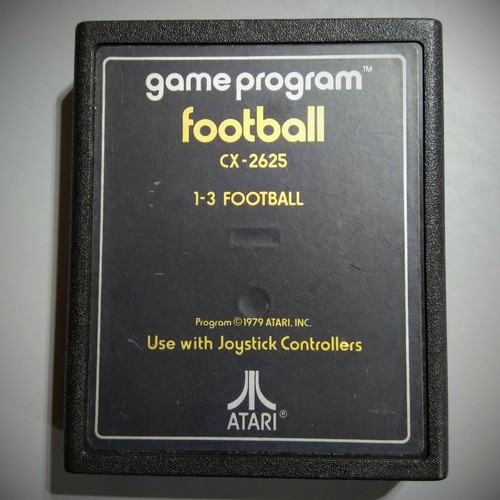 game program™
football
CX-2625
1-3 FOOTBALL
Program © 1979 ATARI, INC.
Use with Joystick Controllers
ATARI®